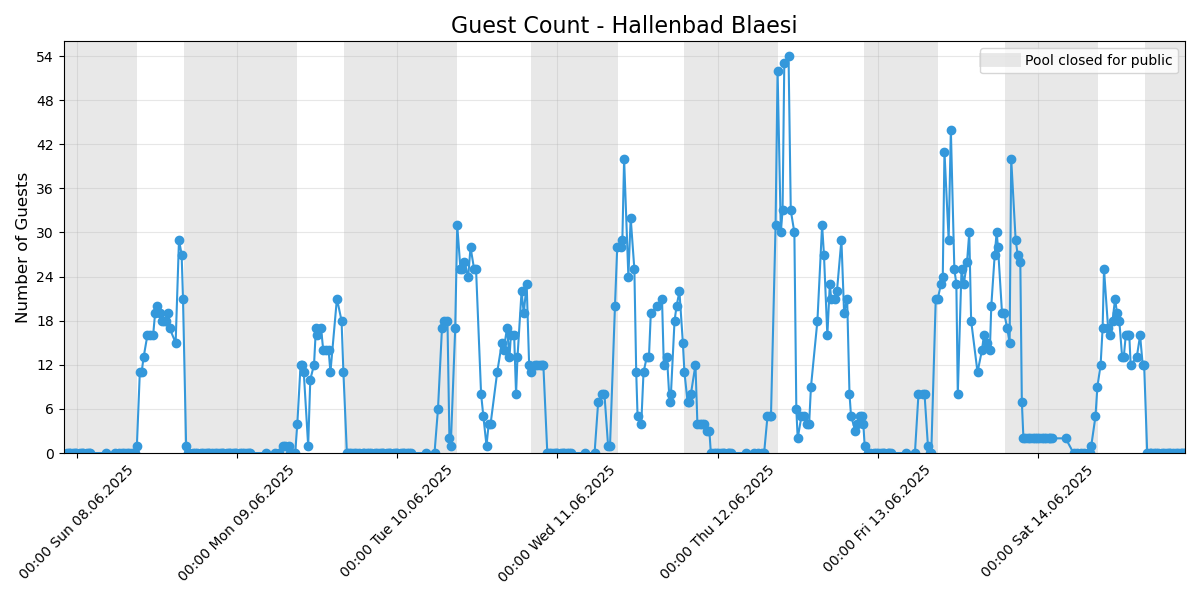 Guest Count - Hallenbad Blaesi
Pool closed for public
Number of Guests
54
48
42
36
30
24
18
12
6
0
00:00 Sun 08.06.2025
00:00 Mon 09.06.2025
00:00 Tue 10.06.2025
00:00 Wed 11.06.2025
00:00 Thu 12.06.2025
00:00 Fri 13.06.2025
00:00 Sat 14.06.2025